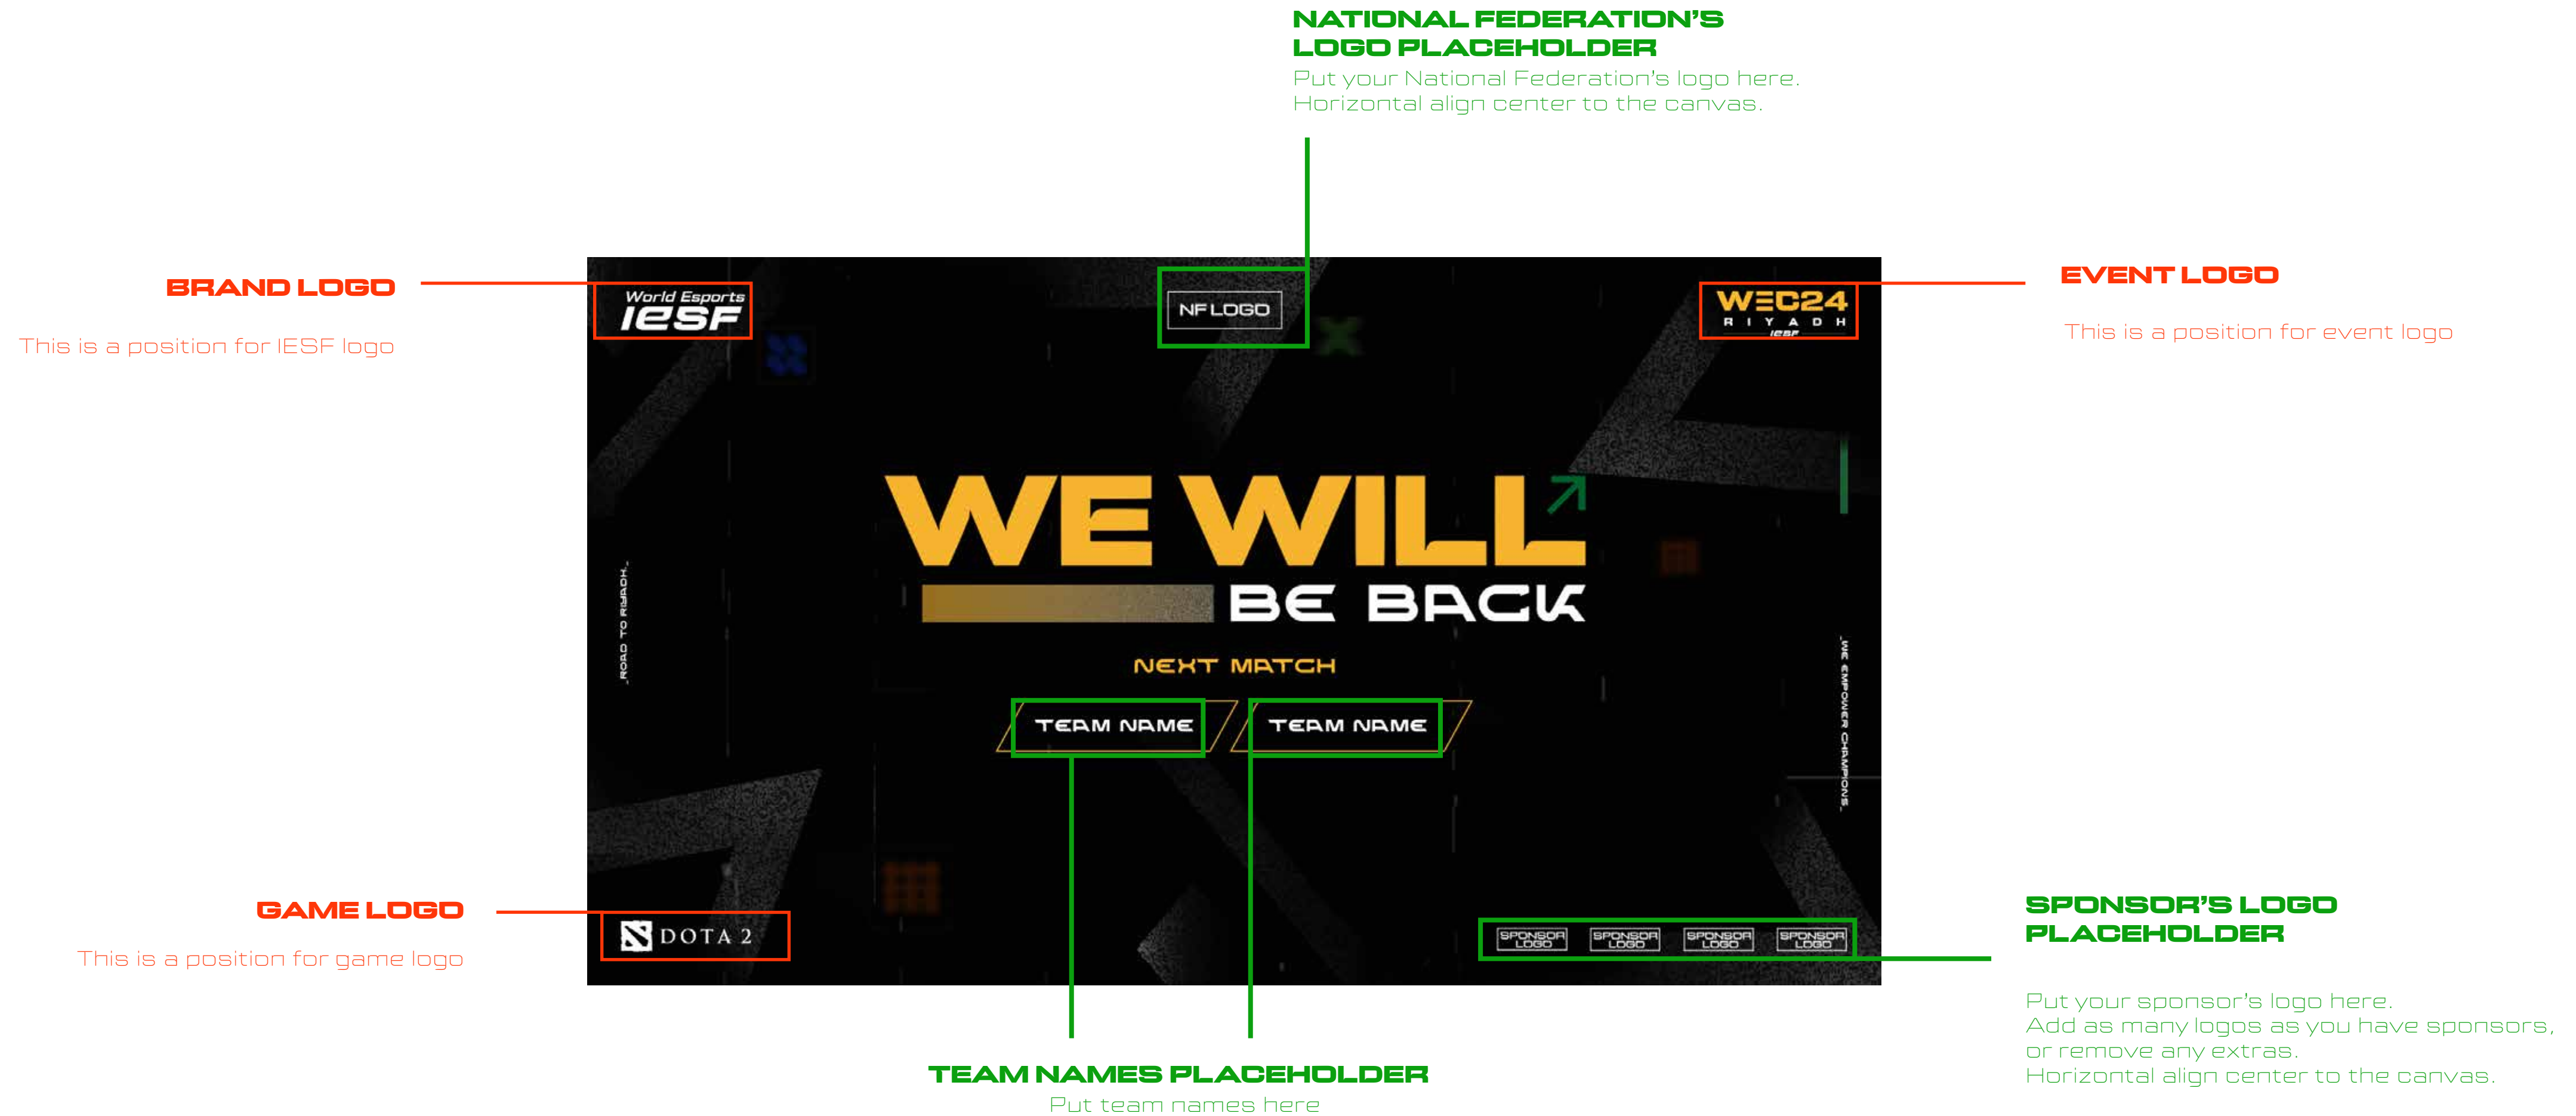 NATIONAL FEDERATION'S
LOGO PLACEHOLDER
Put your National Federation's logo here.
Horizontal align center to the canvas.
BRAND LOGO
This is a position for IESF logo
World Esports
IESF
NF LOGO
WEC24
RIYADH
IESF
EVENT LOGO
This is a position for event logo
WE WILL
BE BACK
_ROAD TO RIYADH_
_WE EMPOWER CHAMPIONS_
NEXT MATCH
TEAM NAME
TEAM NAME
GAME LOGO
This is a position for game logo
DOTA 2
SPONSOR LOGO
SPONSOR LOGO
SPONSOR LOGO
SPONSOR LOGO
SPONSOR'S LOGO
PLACEHOLDER
Put your sponsor's logo here.
Add as many logos as you have sponsors,
or remove any extras.
Horizontal align center to the canvas.
TEAM NAMES PLACEHOLDER
Put team names here